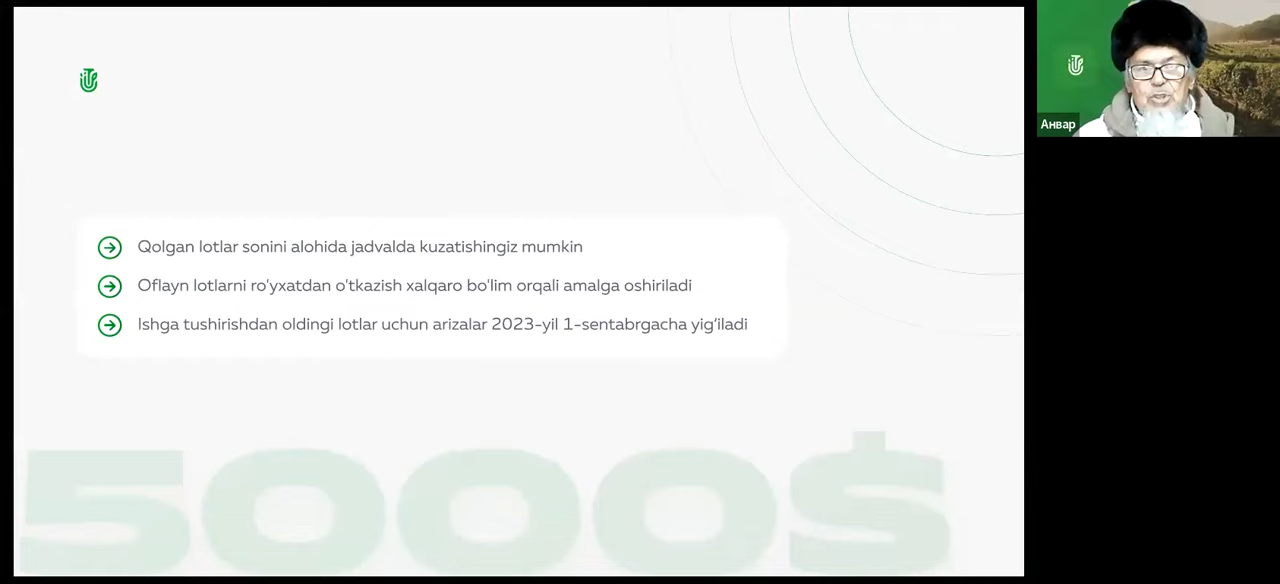 Qolgan lotlar sonini alohida jadvalda kuzatishingiz mumkin
Oflayn lotlarni ro'yxatdan o'tkazish xalqaro bo'lim orqali amalga oshiriladi
Ishga tushirishdan oldingi lotlar uchun arizalar 2023-yil 1-sentabrgacha yig'iladi
5000$
Анвар